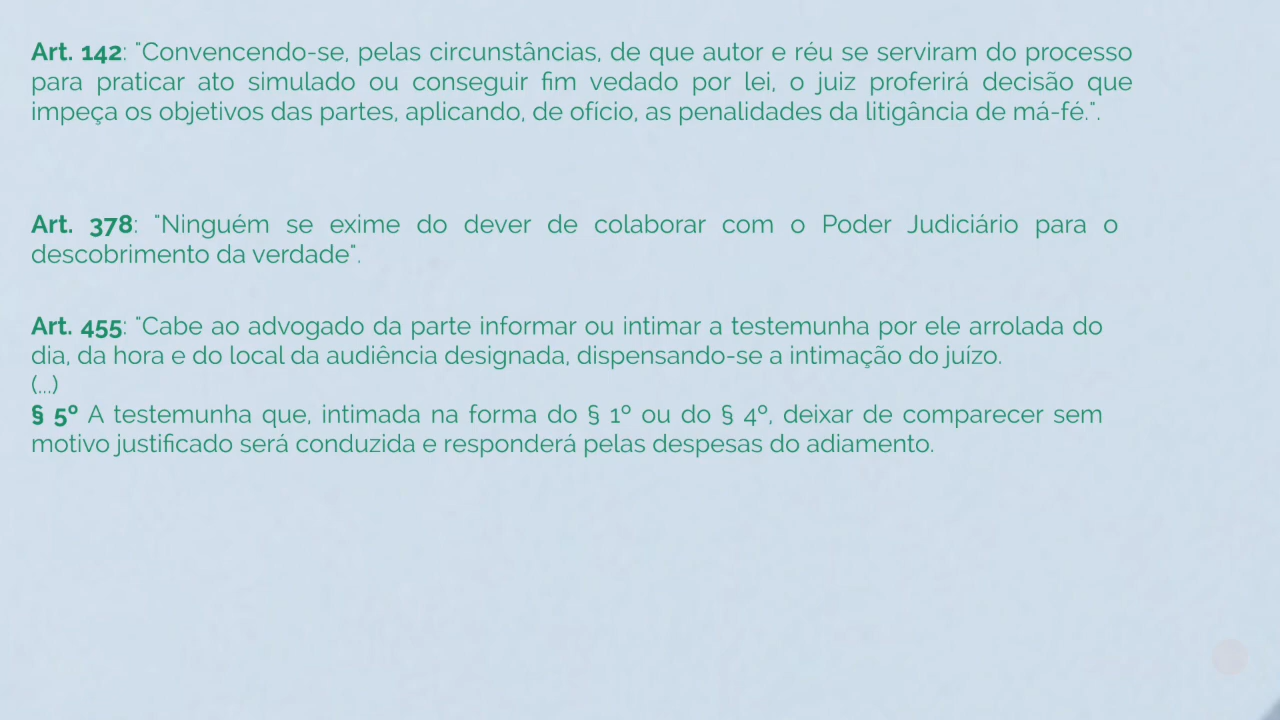 Art. 142: "Convencendo-se, pelas circunstâncias, de que autor e réu se serviram do processo
para praticar ato simulado ou conseguir fim vedado por lei, o juiz proferirá decisão que
impeça os objetivos das partes, aplicando, de ofício, as penalidades da litigância de má-fé.".
Art. 378: "Ninguém se exime do dever de colaborar com o Poder Judiciário para o
descobrimento da verdade".
Art. 455: "Cabe ao advogado da parte informar ou intimar a testemunha por ele arrolada do
dia, da hora e do local da audiência designada, dispensando-se a intimação do juízo.
(...)
§ 5º A testemunha que, intimada na forma do § 1º ou do § 4º, deixar de comparecer sem
motivo justificado será conduzida e responderá pelas despesas do adiamento.